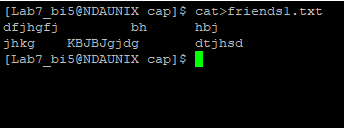 [Lab7_bi5@NDAUNIX cap]$ cat>friends1.txt
dfjhgfj          bh       hbj
jhkg    KBJBJgjdg         dtjhsd
[Lab7_bi5@NDAUNIX cap]$